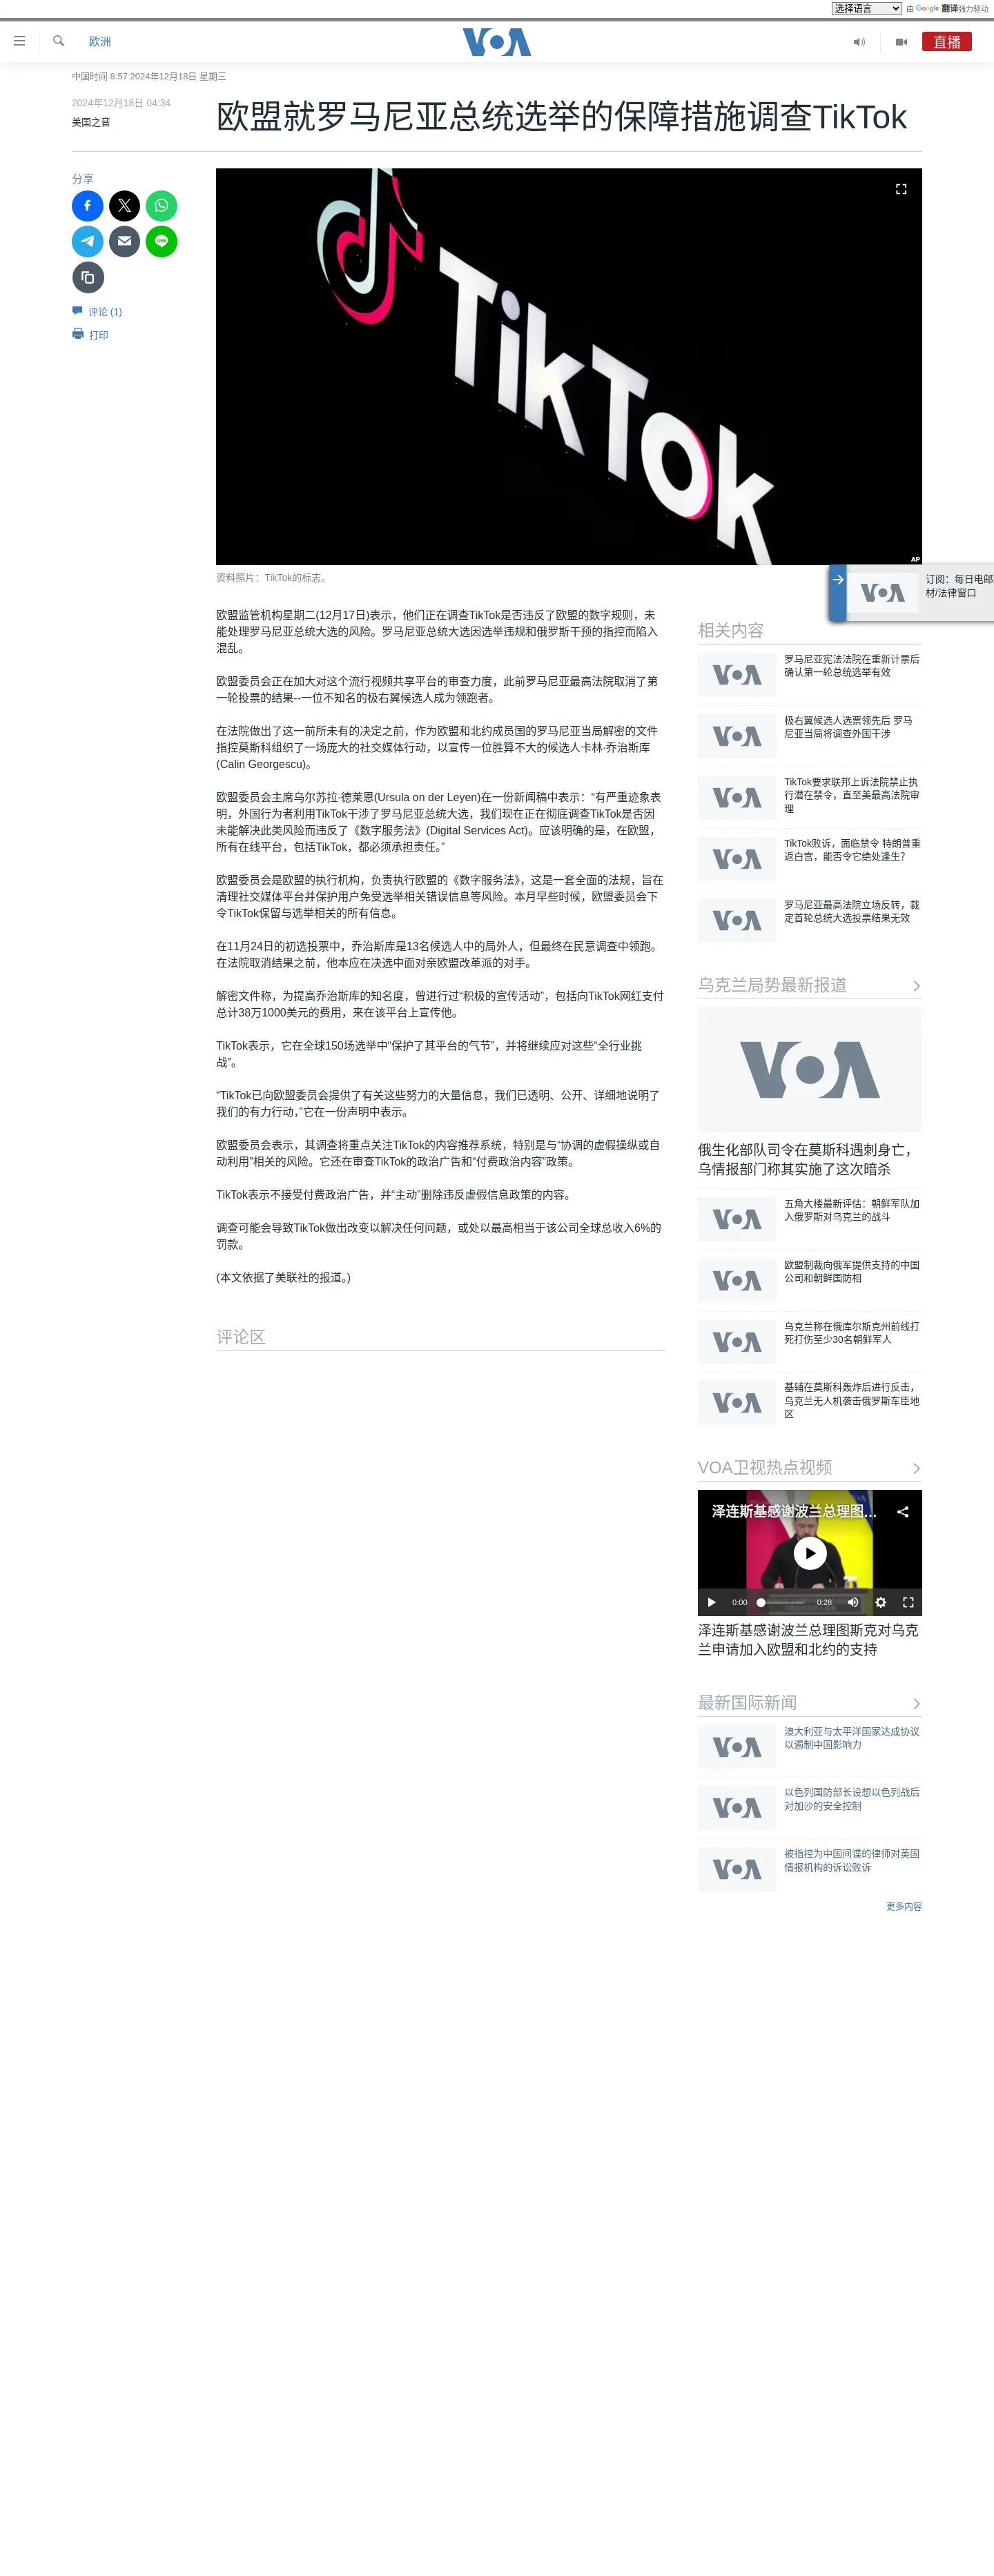 选择语言
由 Google 翻译强力驱动
欧洲
VOA
直播
中国时间 8:57 2024年12月18日 星期三
2024年12月18日 04:34
美国之音
欧盟就罗马尼亚总统选举的保障措施调查TikTok
分享
评论 (1)
打印
TikTok
AP
资料照片：TikTok的标志。
订阅：每日电邮
材/法律窗口
欧盟监管机构星期二(12月17日)表示，他们正在调查TikTok是否违反了欧盟的数字规则，未
能处理罗马尼亚总统大选的风险。罗马尼亚总统大选因选举违规和俄罗斯干预的指控而陷入
混乱。
欧盟委员会正在加大对这个流行视频共享平台的审查力度，此前罗马尼亚最高法院取消了第
一轮投票的结果--一位不知名的极右翼候选人成为领跑者。
在法院做出了这一前所未有的决定之前，作为欧盟和北约成员国的罗马尼亚当局解密的文件
指控莫斯科组织了一场庞大的社交媒体行动，以宣传一位胜算不大的候选人卡林·乔治斯库
(Calin Georgescu)。
欧盟委员会主席乌尔苏拉·德莱恩(Ursula on der Leyen)在一份新闻稿中表示：“有严重迹象表
明，外国行为者利用TikTok干涉了罗马尼亚总统大选，我们现在正在彻底调查TikTok是否因
未能解决此类风险而违反了《数字服务法》(Digital Services Act)。应该明确的是，在欧盟，
所有在线平台，包括TikTok，都必须承担责任。”
欧盟委员会是欧盟的执行机构，负责执行欧盟的《数字服务法》，这是一套全面的法规，旨在
清理社交媒体平台并保护用户免受选举相关错误信息等风险。本月早些时候，欧盟委员会下
令TikTok保留与选举相关的所有信息。
在11月24日的初选投票中，乔治斯库是13名候选人中的局外人，但最终在民意调查中领跑。
在法院取消结果之前，他本应在决选中面对亲欧盟改革派的对手。
解密文件称，为提高乔治斯库的知名度，曾进行过“积极的宣传活动”，包括向TikTok网红支付
总计38万1000美元的费用，来在该平台上宣传他。
TikTok表示，它在全球150场选举中“保护了其平台的气节”，并将继续应对这些“全行业挑
战”。
“TikTok已向欧盟委员会提供了有关这些努力的大量信息，我们已透明、公开、详细地说明了
我们的有力行动，”它在一份声明中表示。
欧盟委员会表示，其调查将重点关注TikTok的内容推荐系统，特别是与“协调的虚假操纵或自
动利用”相关的风险。它还在审查TikTok的政治广告和“付费政治内容”政策。
TikTok表示不接受付费政治广告，并“主动”删除违反虚假信息政策的内容。
调查可能会导致TikTok做出改变以解决任何问题，或处以最高相当于该公司全球总收入6%的
罚款。
(本文依据了美联社的报道。)
评论区
相关内容
罗马尼亚宪法法院在重新计票后
确认第一轮总统选举有效
极右翼候选人选票领先后 罗马
尼亚当局将调查外国干涉
TikTok要求联邦上诉法院禁止执
行潜在禁令，直至美最高法院审
理
TikTok败诉，面临禁令 特朗普重
返白宫，能否令它绝处逢生？
罗马尼亚最高法院立场反转，裁
定首轮总统大选投票结果无效
乌克兰局势最新报道
VOA
俄生化部队司令在莫斯科遇刺身亡，
乌情报部门称其实施了这次暗杀
五角大楼最新评估：朝鲜军队加
入俄罗斯对乌克兰的战斗
欧盟制裁向俄军提供支持的中国
公司和朝鲜国防相
乌克兰称在俄库尔斯克州前线打
死打伤至少30名朝鲜军人
基辅在莫斯科轰炸后进行反击，
乌克兰无人机袭击俄罗斯车臣地
区
VOA卫视热点视频
泽连斯基感谢波兰总理图...
0:00
0:28
泽连斯基感谢波兰总理图斯克对乌克
兰申请加入欧盟和北约的支持
最新国际新闻
澳大利亚与太平洋国家达成协议
以遏制中国影响力
以色列国防部长设想以色列战后
对加沙的安全控制
被指控为中国间谍的律师对英国
情报机构的诉讼败诉
更多内容